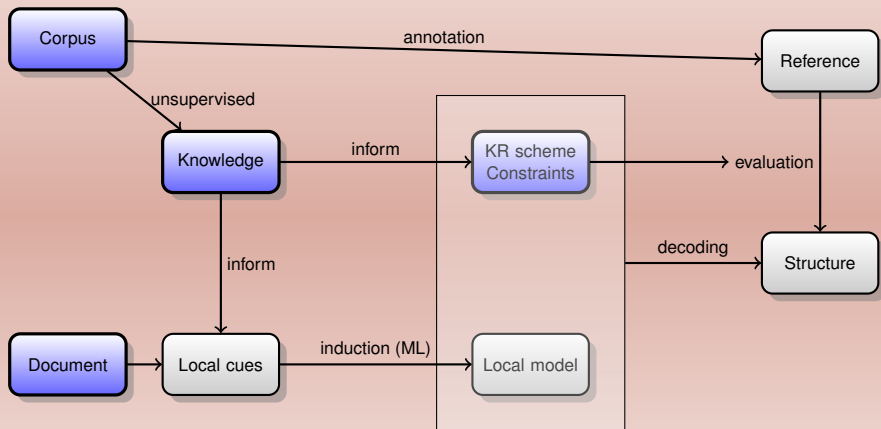 Corpus
annotation
Reference
unsupervised
Knowledge
inform
KR scheme
Constraints
evaluation
inform
decoding
Structure
Document
Local cues
induction (ML)
Local model